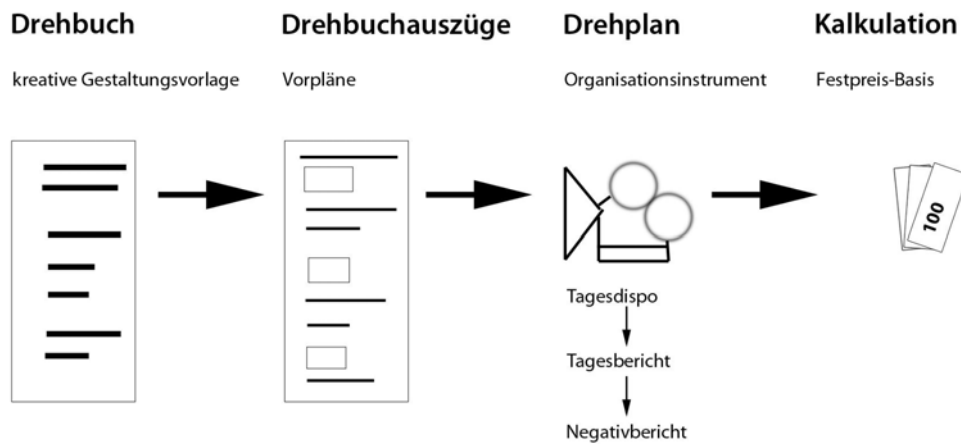 Drehbuch
kreative Gestaltungsvorlage
Drehbuchauszüge
Vorpläne
Drehplan
Organisationsinstrument
Tagesdispo
Tagesbericht
Negativbericht
Kalkulation
Festpreis-Basis
100